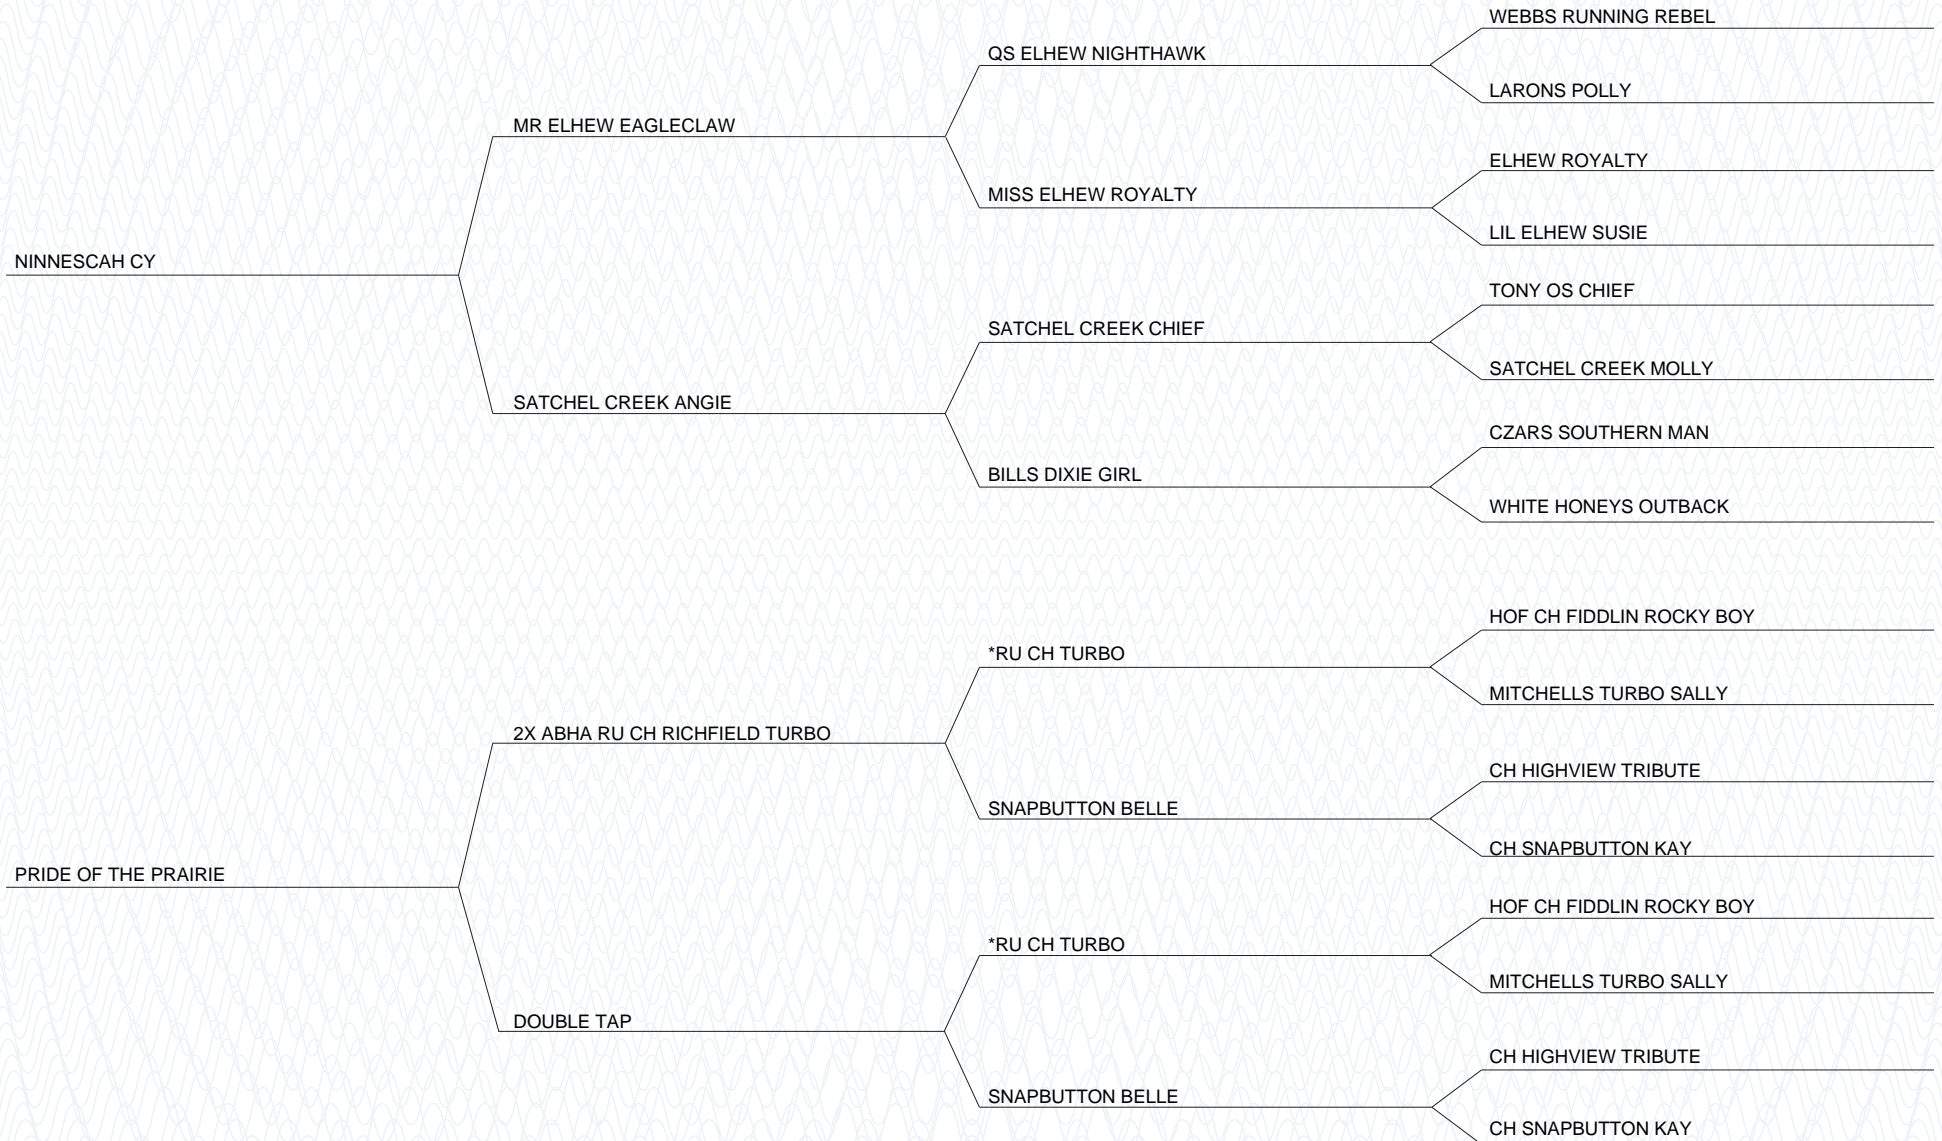 WEBBS RUNNING REBEL
QS ELHEW NIGHTHAWK
LARONS POLLY
MR ELHEW EAGLECLAW
ELHEW ROYALTY
MISS ELHEW ROYALTY
LIL ELHEW SUSIE
NINNESCAH CY
TONY OS CHIEF
SATCHEL CREEK CHIEF
SATCHEL CREEK MOLLY
SATCHEL CREEK ANGIE
CZARS SOUTHERN MAN
BILLS DIXIE GIRL
WHITE HONEYS OUTBACK
HOF CH FIDDLIN ROCKY BOY
*RU CH TURBO
MITCHELLS TURBO SALLY
2X ABHA RU CH RICHFIELD TURBO
CH HIGHVIEW TRIBUTE
SNAPBUTTON BELLE
CH SNAPBUTTON KAY
PRIDE OF THE PRAIRIE
HOF CH FIDDLIN ROCKY BOY
*RU CH TURBO
MITCHELLS TURBO SALLY
DOUBLE TAP
CH HIGHVIEW TRIBUTE
SNAPBUTTON BELLE
CH SNAPBUTTON KAY